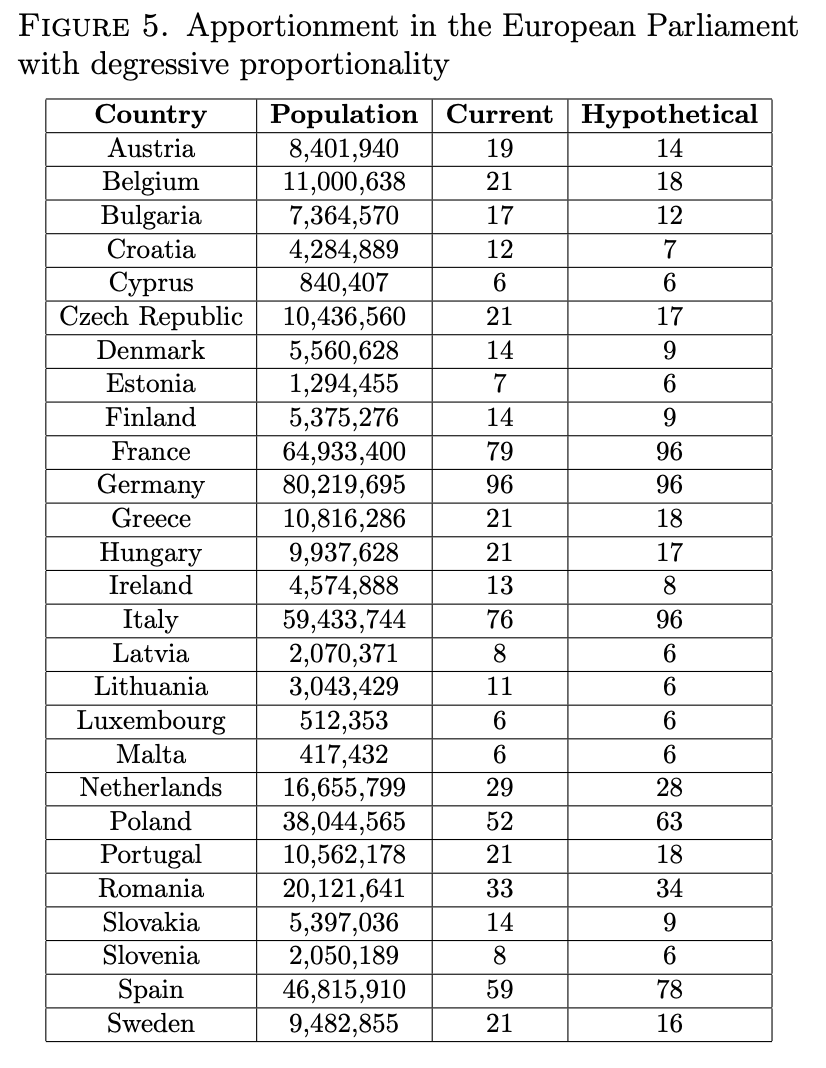 FIGURE 5. Apportionment in the European Parliament
with degressive proportionality
Country Population Current Hypothetical
Austria 8,401,940 19 14
Belgium 11,000,638 21 18
Bulgaria 7,364,570 17 12
Croatia 4,284,889 12 7
Cyprus 840,407 6 6
Czech Republic 10,436,560 21 17
Denmark 5,560,628 14 9
Estonia 1,294,455 7 6
Finland 5,375,276 14 9
France 64,933,400 79 96
Germany 80,219,695 96 96
Greece 10,816,286 21 18
Hungary 9,937,628 21 17
Ireland 4,574,888 13 8
Italy 59,433,744 76 96
Latvia 2,070,371 8 6
Lithuania 3,043,429 11 6
Luxembourg 512,353 6 6
Malta 417,432 6 6
Netherlands 16,655,799 29 28
Poland 38,044,565 52 63
Portugal 10,562,178 21 18
Romania 20,121,641 33 34
Slovakia 5,397,036 14 9
Slovenia 2,050,189 8 6
Spain 46,815,910 59 78
Sweden 9,482,855 21 16